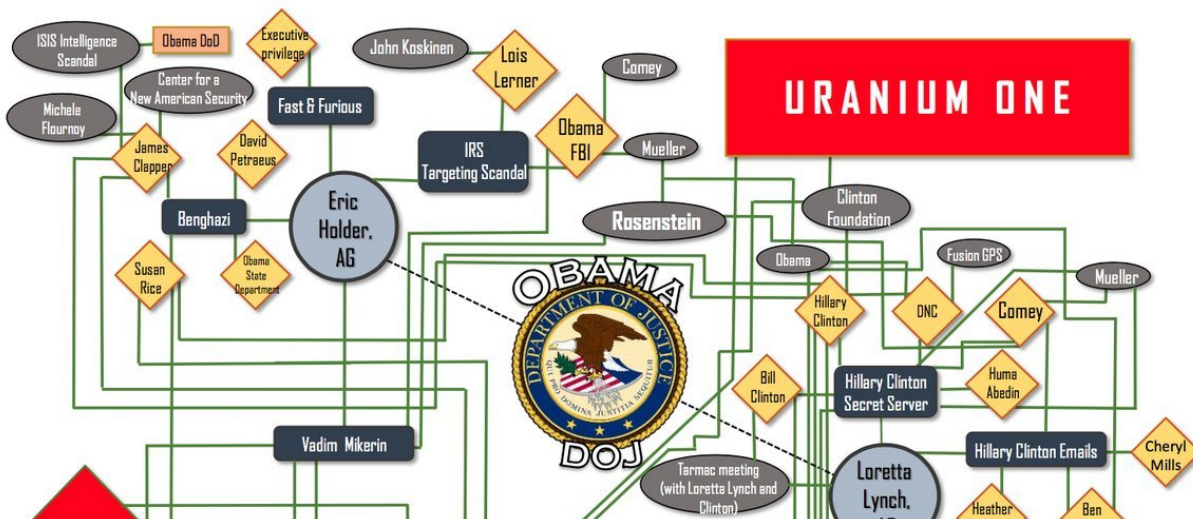 ISIS Intelligence
Scandal
Obama DoD
Executive
privilege
John Koskinen
Lois
Lerner
Comey
URANIUM ONE
Center for a
New American Security
Michele
Flournoy
Fast & Furious
James
Clapper
David
Petraeus
IRS
Targeting Scandal
Obama
FBI
Mueller
Benghazi
Eric
Holder,
AG
Rosenstein
Clinton
Foundation
Susan
Rice
Obama
State
Department
Obama
Fusion GPS
Mueller
OBAMA
DEPARTMENT OF JUSTICE
QUI PRO DOMINA JUSTITIA SEQUITUR
DOJ
Hillary
Clinton
DNC
Comey
Bill
Clinton
Hillary Clinton
Secret Server
Huma
Abedin
Vadim Mikerin
Hillary Clinton Emails
Cheryl
Mills
Tarmac meeting
(with Loretta Lynch and
Clinton)
Loretta
Lynch,
Heather
Ben